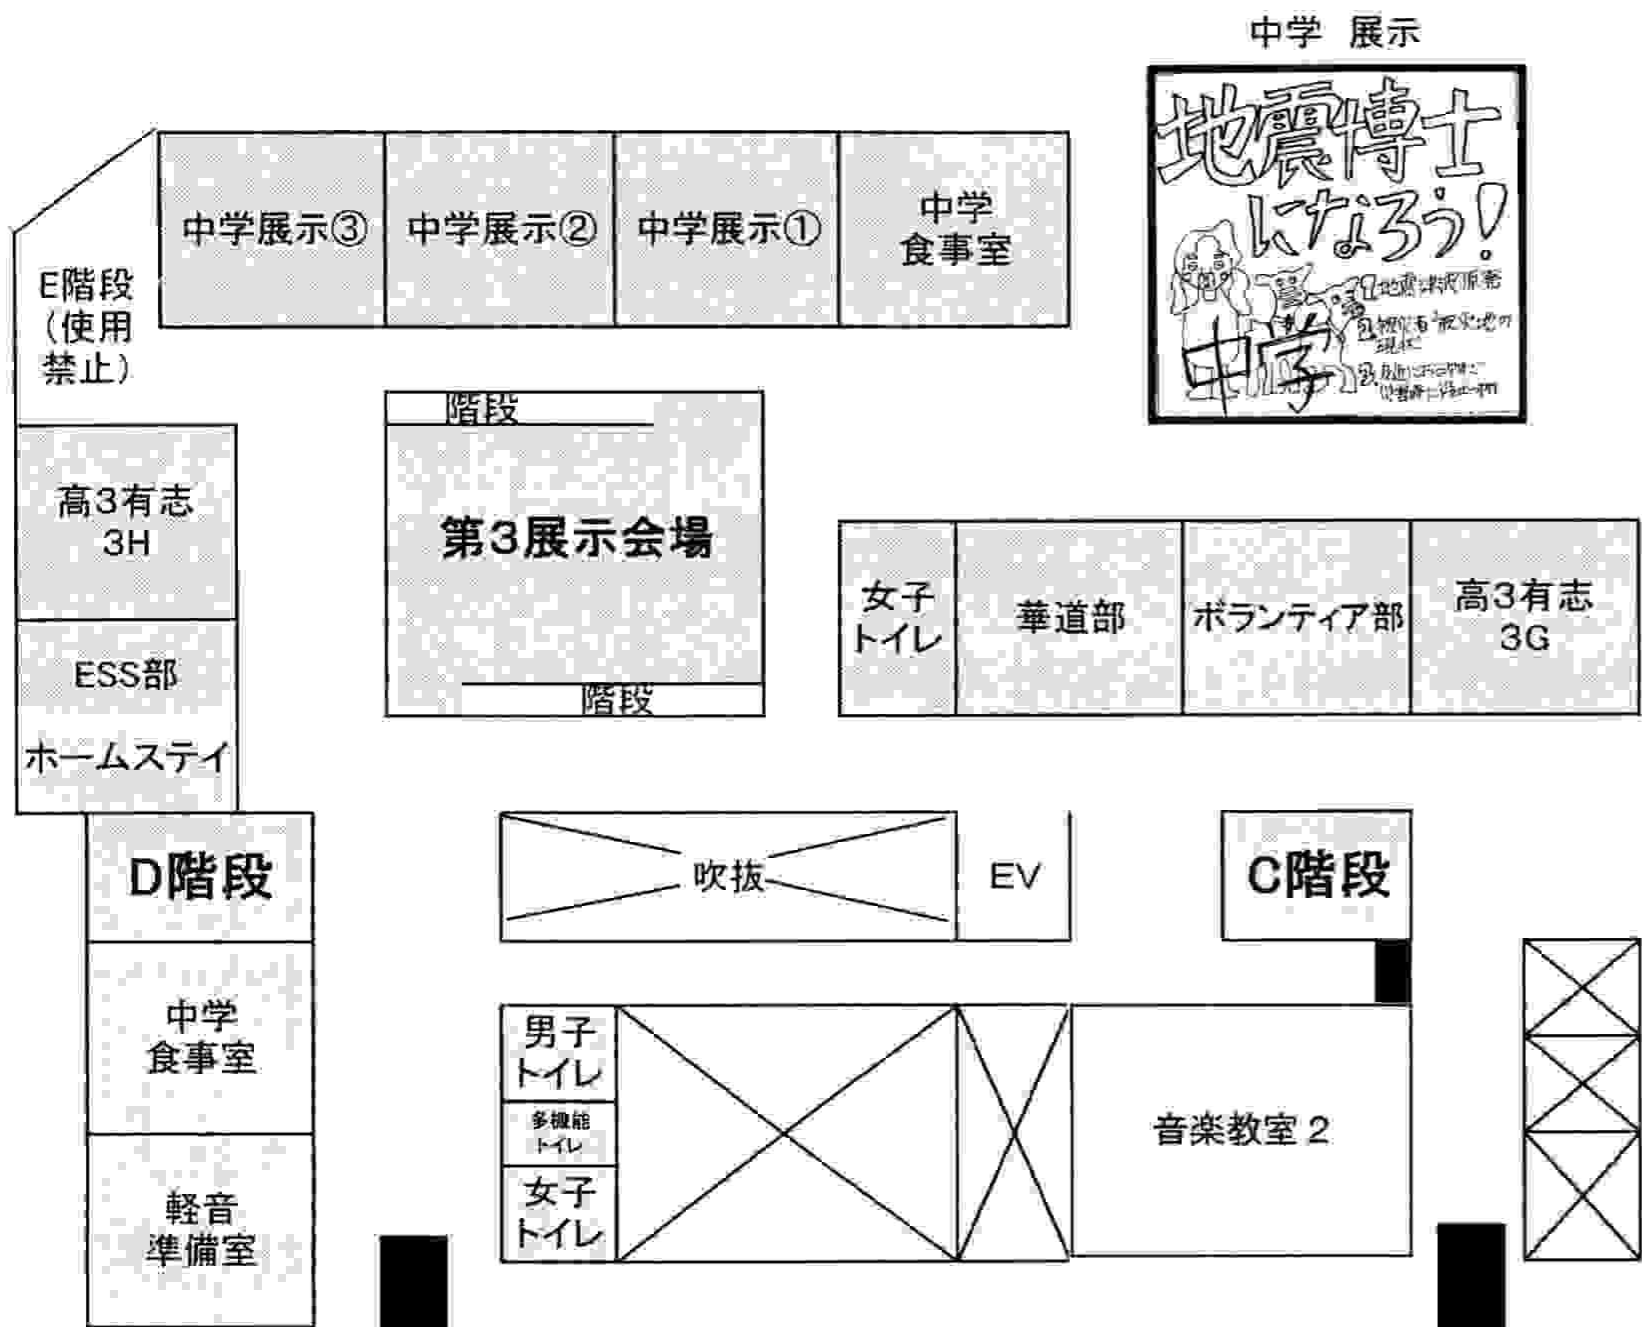 中学 展示
地震博士
になろう!
中学
中学展示③
中学展示②
中学展示①
中学
食事室
E階段
(使用
禁止)
階段
第3展示会場
階段
高3有志
3H
ESS部
ホームステイ
女子
トイレ
華道部
ボランティア部
高3有志
3G
D階段
吹抜
EV
C階段
中学
食事室
男子
トイレ
多機能
トイレ
女子
トイレ
音楽教室2
軽音
準備室